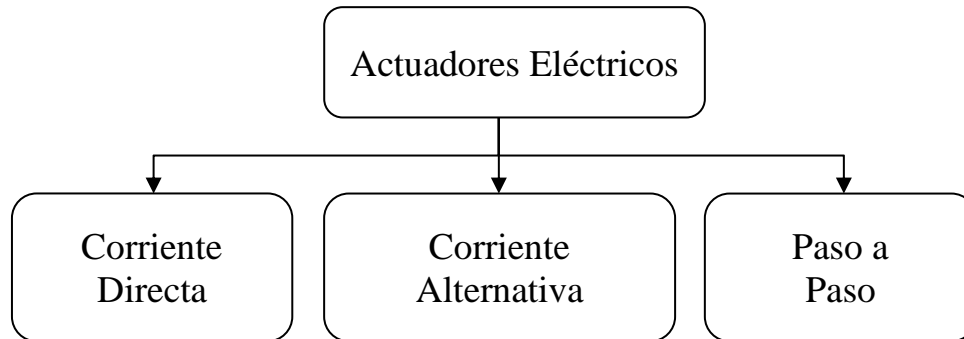 Actuadores Eléctricos
Corriente
Directa
Corriente
Alternativa
Paso a
Paso